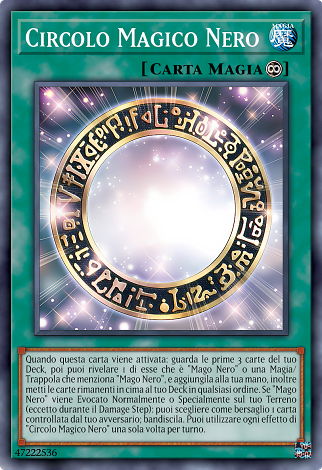 Circolo Magico Nero
MAGIA
[Carta Magia]
Quando questa carta viene attivata: guarda le prime 3 carte del tuo
Deck, poi puoi rivelare 1 di esse che è "Mago Nero" o una Magia/
Trappola che menziona "Mago Nero", e aggiungila alla tua mano, inoltre
metti le carte rimanenti in cima al tuo Deck in qualsiasi ordine. Se "Mago
Nero" viene Evocato Normalmente o Specialmente sul tuo Terreno
(eccetto durante il Damage Step): puoi scegliere come bersaglio 1 carta
controllata dal tuo avversario; bandiscila. Puoi utilizzare ogni effetto di
"Circolo Magico Nero" una sola volta per turno.
47222536